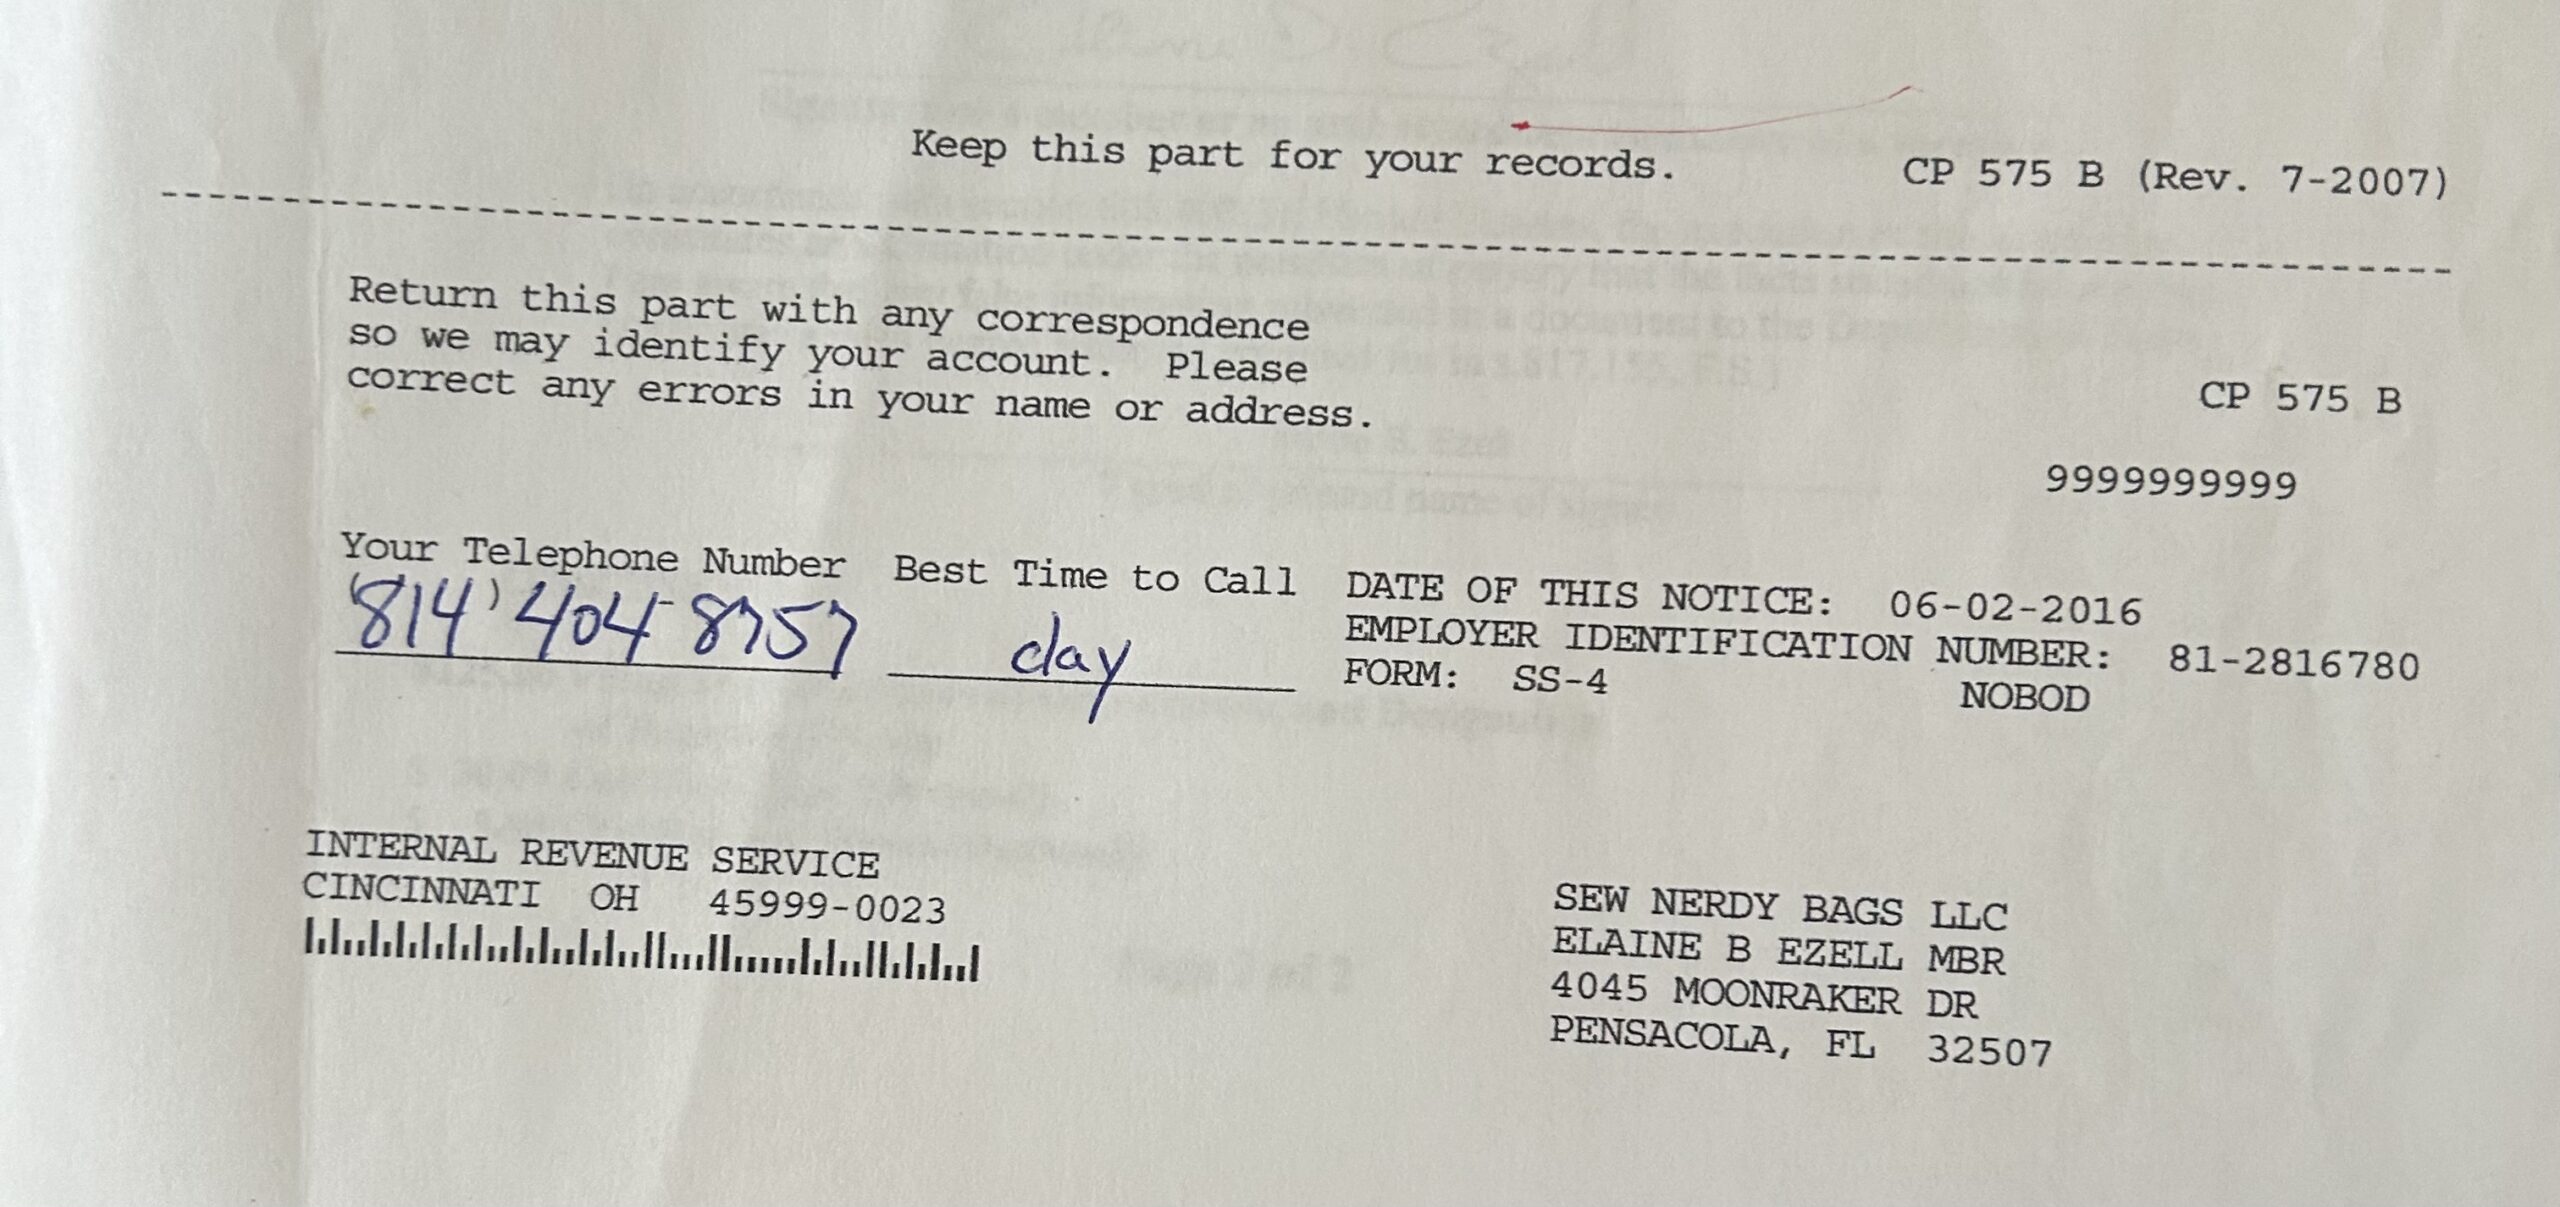 Keep this part for your records. CP 575 B (Rev. 7-2007)
Return this part with any correspondence
so we may identify your account. Please
correct any errors in your name or address.
CP 575 B
9999999999
Your Telephone Number Best Time to Call
(814) 404-8757 day
DATE OF THIS NOTICE: 06-02-2016
EMPLOYER IDENTIFICATION NUMBER: 81-2816780
FORM: SS-4 NOBOD
INTERNAL REVENUE SERVICE
CINCINNATI OH 45999-0023
SEW NERDY BAGS LLC
ELAINE B EZELL MBR
4045 MOONRAKER DR
PENSACOLA, FL 32507